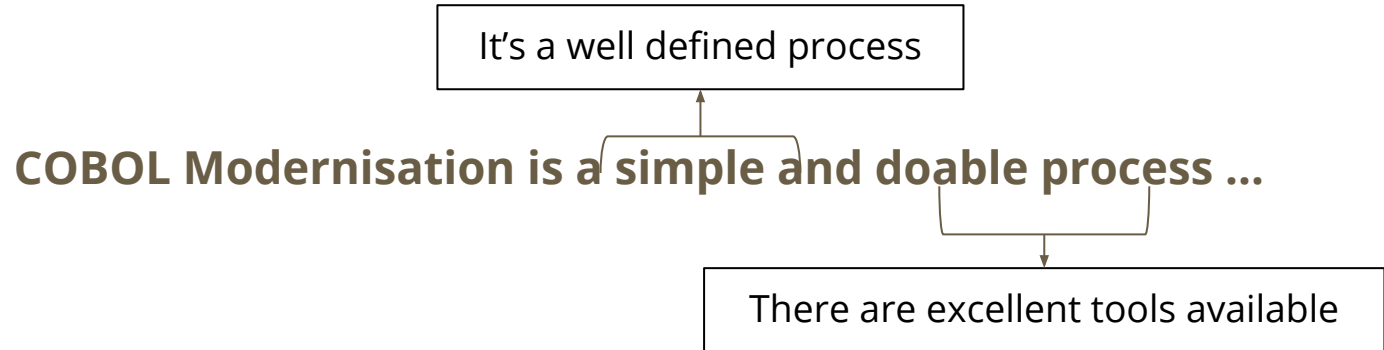 It’s a well defined process
COBOL Modernisation is a simple and doable process ...
There are excellent tools available